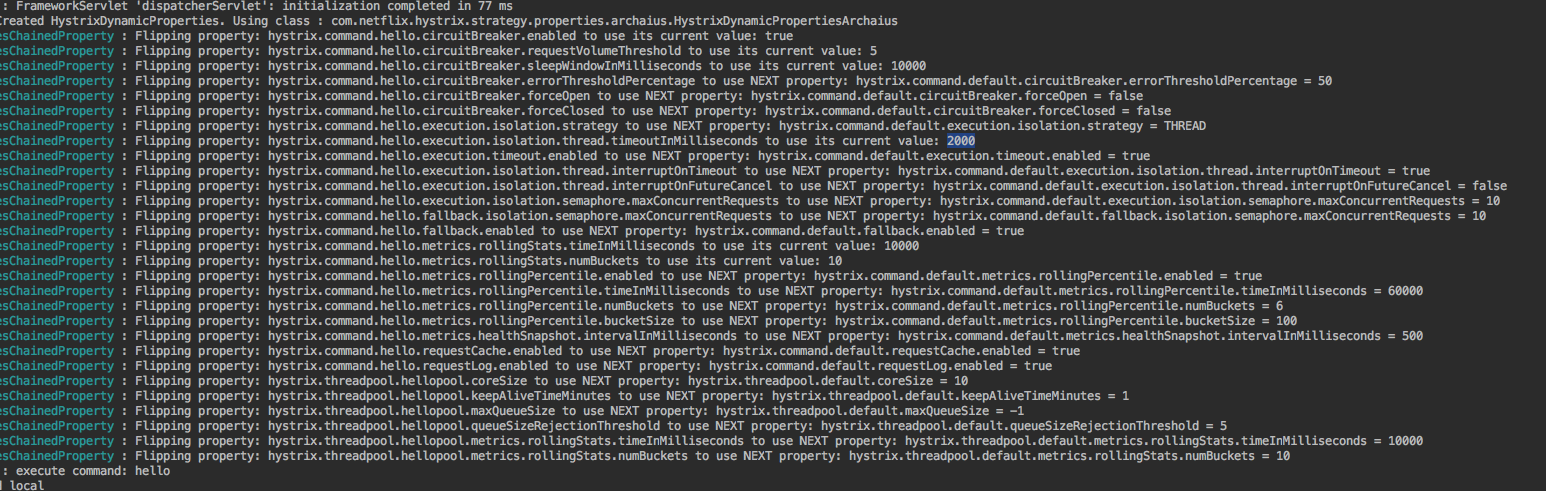 : FrameworkServlet 'dispatcherServlet': initialization completed in 77 ms
Created HystrixDynamicProperties. Using class : com.netflix.hystrix.strategy.properties.archaius.HystrixDynamicPropertiesArchaius
esChainedProperty : Flipping property: hystrix.command.hello.circuitBreaker.enabled to use its current value: true
esChainedProperty : Flipping property: hystrix.command.hello.circuitBreaker.requestVolumeThreshold to use its current value: 5
esChainedProperty : Flipping property: hystrix.command.hello.circuitBreaker.sleepWindowInMilliseconds to use its current value: 10000
esChainedProperty : Flipping property: hystrix.command.hello.circuitBreaker.errorThresholdPercentage to use NEXT property: hystrix.command.default.circuitBreaker.errorThresholdPercentage = 50
esChainedProperty : Flipping property: hystrix.command.hello.circuitBreaker.forceOpen to use NEXT property: hystrix.command.default.circuitBreaker.forceOpen = false
esChainedProperty : Flipping property: hystrix.command.hello.circuitBreaker.forceClosed to use NEXT property: hystrix.command.default.circuitBreaker.forceClosed = false
esChainedProperty : Flipping property: hystrix.command.hello.execution.isolation.strategy to use NEXT property: hystrix.command.default.execution.isolation.strategy = THREAD
esChainedProperty : Flipping property: hystrix.command.hello.execution.isolation.thread.timeoutInMilliseconds to use its current value: 2000
esChainedProperty : Flipping property: hystrix.command.hello.execution.timeout.enabled to use NEXT property: hystrix.command.default.execution.timeout.enabled = true
esChainedProperty : Flipping property: hystrix.command.hello.execution.isolation.thread.interruptOnTimeout to use NEXT property: hystrix.command.default.execution.isolation.thread.interruptOnTimeout = true
esChainedProperty : Flipping property: hystrix.command.hello.execution.isolation.thread.interruptOnFutureCancel to use NEXT property: hystrix.command.default.execution.isolation.thread.interruptOnFutureCancel = false
esChainedProperty : Flipping property: hystrix.command.hello.execution.isolation.semaphore.maxConcurrentRequests to use NEXT property: hystrix.command.default.execution.isolation.semaphore.maxConcurrentRequests = 10
esChainedProperty : Flipping property: hystrix.command.hello.fallback.isolation.semaphore.maxConcurrentRequests to use NEXT property: hystrix.command.default.fallback.isolation.semaphore.maxConcurrentRequests = 10
esChainedProperty : Flipping property: hystrix.command.hello.fallback.enabled to use NEXT property: hystrix.command.default.fallback.enabled = true
esChainedProperty : Flipping property: hystrix.command.hello.metrics.rollingStats.timeInMilliseconds to use its current value: 10000
esChainedProperty : Flipping property: hystrix.command.hello.metrics.rollingStats.numBuckets to use its current value: 10
esChainedProperty : Flipping property: hystrix.command.hello.metrics.rollingPercentile.enabled to use NEXT property: hystrix.command.default.metrics.rollingPercentile.enabled = true
esChainedProperty : Flipping property: hystrix.command.hello.metrics.rollingPercentile.timeInMilliseconds to use NEXT property: hystrix.command.default.metrics.rollingPercentile.timeInMilliseconds = 60000
esChainedProperty : Flipping property: hystrix.command.hello.metrics.rollingPercentile.numBuckets to use NEXT property: hystrix.command.default.metrics.rollingPercentile.numBuckets = 6
esChainedProperty : Flipping property: hystrix.command.hello.metrics.rollingPercentile.bucketSize to use NEXT property: hystrix.command.default.metrics.rollingPercentile.bucketSize = 100
esChainedProperty : Flipping property: hystrix.command.hello.metrics.healthSnapshot.intervalInMilliseconds to use NEXT property: hystrix.command.default.metrics.healthSnapshot.intervalInMilliseconds = 500
esChainedProperty : Flipping property: hystrix.command.hello.requestCache.enabled to use NEXT property: hystrix.command.default.requestCache.enabled = true
esChainedProperty : Flipping property: hystrix.command.hello.requestLog.enabled to use NEXT property: hystrix.command.default.requestLog.enabled = true
esChainedProperty : Flipping property: hystrix.threadpool.hellopool.coreSize to use NEXT property: hystrix.threadpool.default.coreSize = 10
esChainedProperty : Flipping property: hystrix.threadpool.hellopool.keepAliveTimeMinutes to use NEXT property: hystrix.threadpool.default.keepAliveTimeMinutes = 1
esChainedProperty : Flipping property: hystrix.threadpool.hellopool.maxQueueSize to use NEXT property: hystrix.threadpool.default.maxQueueSize = -1
esChainedProperty : Flipping property: hystrix.threadpool.hellopool.queueSizeRejectionThreshold to use NEXT property: hystrix.threadpool.default.queueSizeRejectionThreshold = 5
esChainedProperty : Flipping property: hystrix.threadpool.hellopool.metrics.rollingStats.timeInMilliseconds to use NEXT property: hystrix.threadpool.default.metrics.rollingStats.timeInMilliseconds = 10000
esChainedProperty : Flipping property: hystrix.threadpool.hellopool.metrics.rollingStats.numBuckets to use NEXT property: hystrix.threadpool.default.metrics.rollingStats.numBuckets = 10
: execute command: hello
local